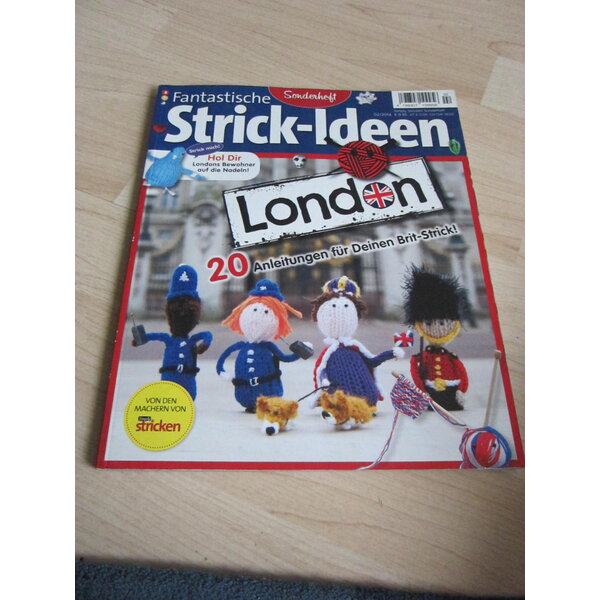 Sonderheft
Fantastische
Strick-Ideen
Strick mich!
Hol Dir
Londons Bewohner
auf die Nadeln!
London
20 Anleitungen für Deinen Brit-Strick!
VON DEN
MACHERN VON
stricken